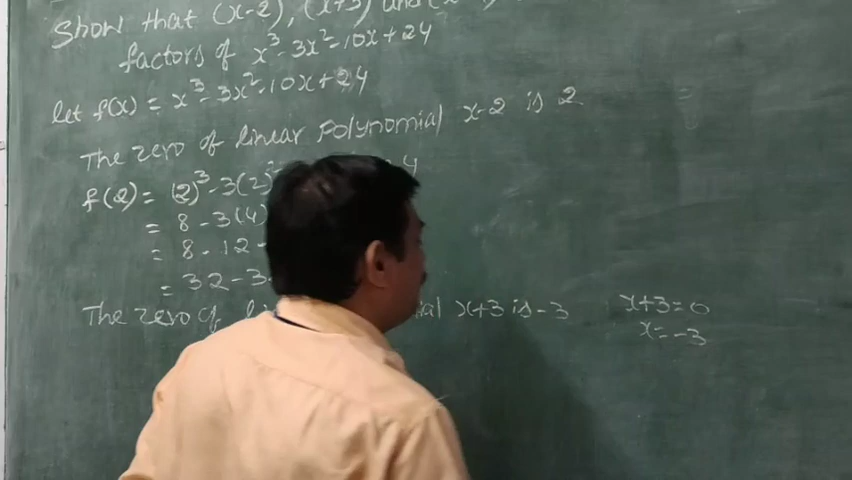 Show that (x-2), (x+3) and (x-
factors of x³-3x²-10x+24
let f(x) = x³-3x²-10x+24
The zero of linear Polynomial x-2 is 2
f(2) = (2)³-3(2)
= 8-3(4)
= 8-12-
= 32-3
The zero of li ial x+3 is -3
x+3=0
x=-3